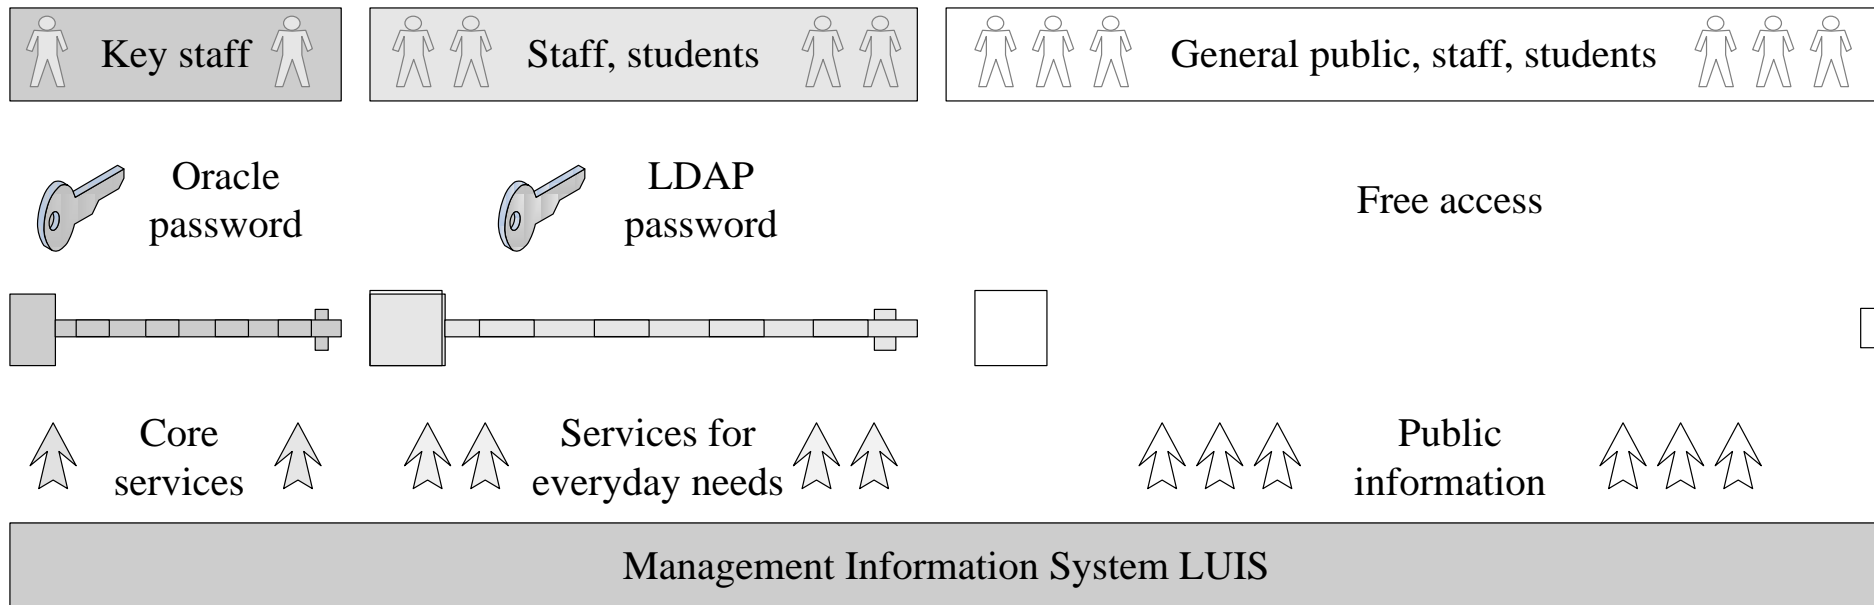 Key staff
Staff, students
General public, staff, students
Oracle
password
LDAP
password
Free access
Core
services
Services for
everyday needs
Public
information
Management Information System LUIS